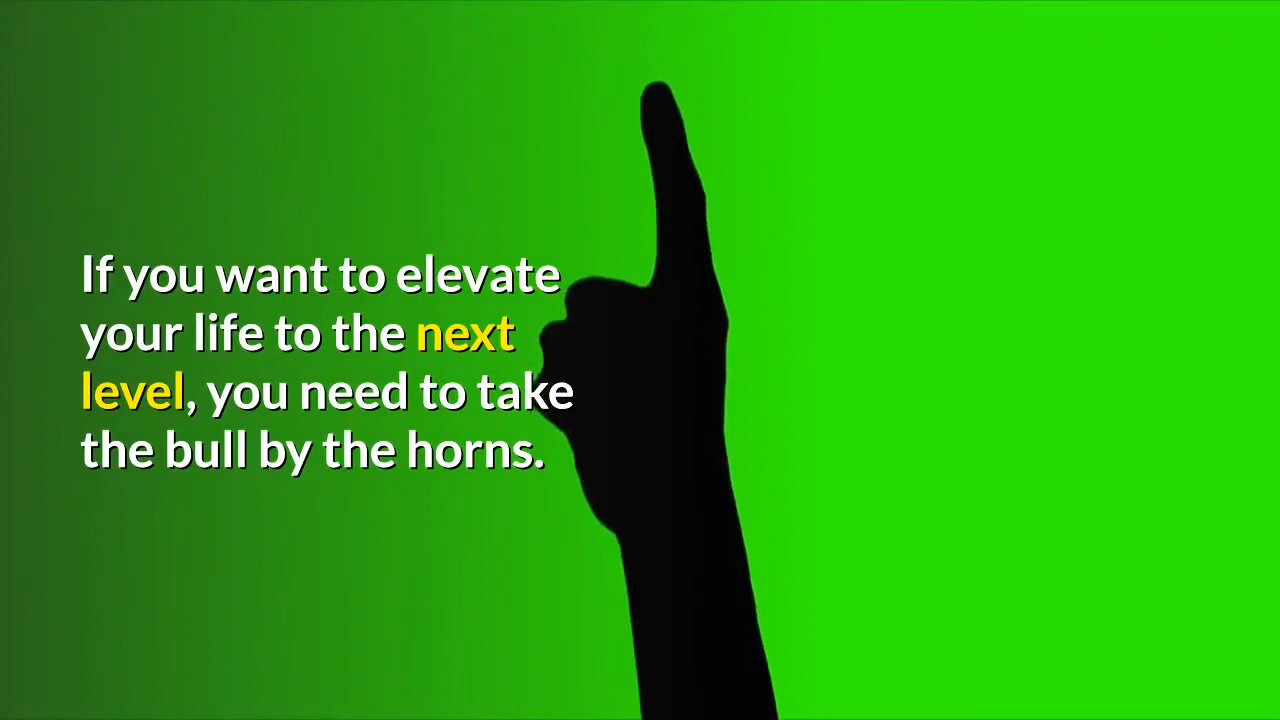 If you want to elevate
your life to the next
level, you need to take
the bull by the horns.